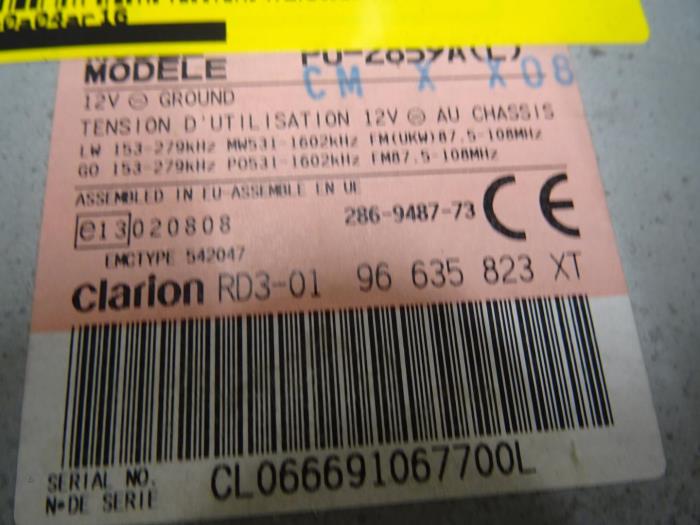 MODELE PU-2859A(L)
CM X X08
12V ⊖ GROUND
TENSION D'UTILISATION 12V ⊖ AU CHASSIS
LW 153-279kHz MW531-1602kHz FM(UKW)87.5-108MHz
GO 153-279kHz PO531-1602kHz FM87.5-108MHz
ASSEMBLED IN EU-ASSEMBLE EN UE
e13 020808
286-9487-73 CE
EMCTYPE 542047
clarion RD3-01 96 635 823 XT
SERIAL NO.
N° DE SERIE CL066691067700L